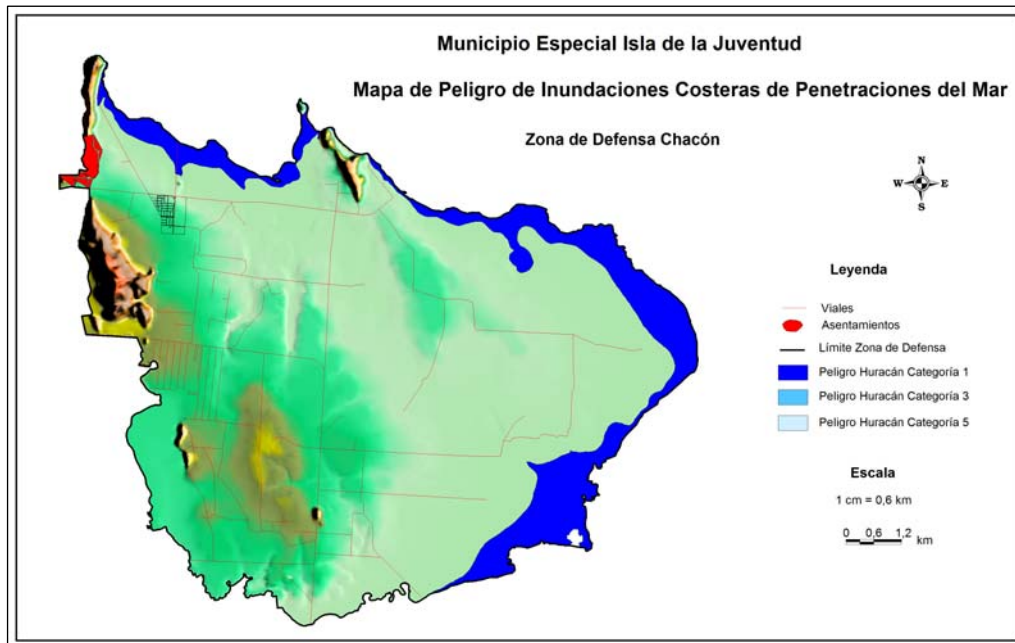 Municipio Especial Isla de la Juventud
Mapa de Peligro de Inundaciones Costeras de Penetraciones del Mar
Zona de Defensa Chacón
N
W E
S
Leyenda
Viales
Asentamientos
Límite Zona de Defensa
Peligro Huracán Categoría 1
Peligro Huracán Categoría 3
Peligro Huracán Categoría 5
Escala
1 cm = 0,6 km
0 0,6 1,2 km